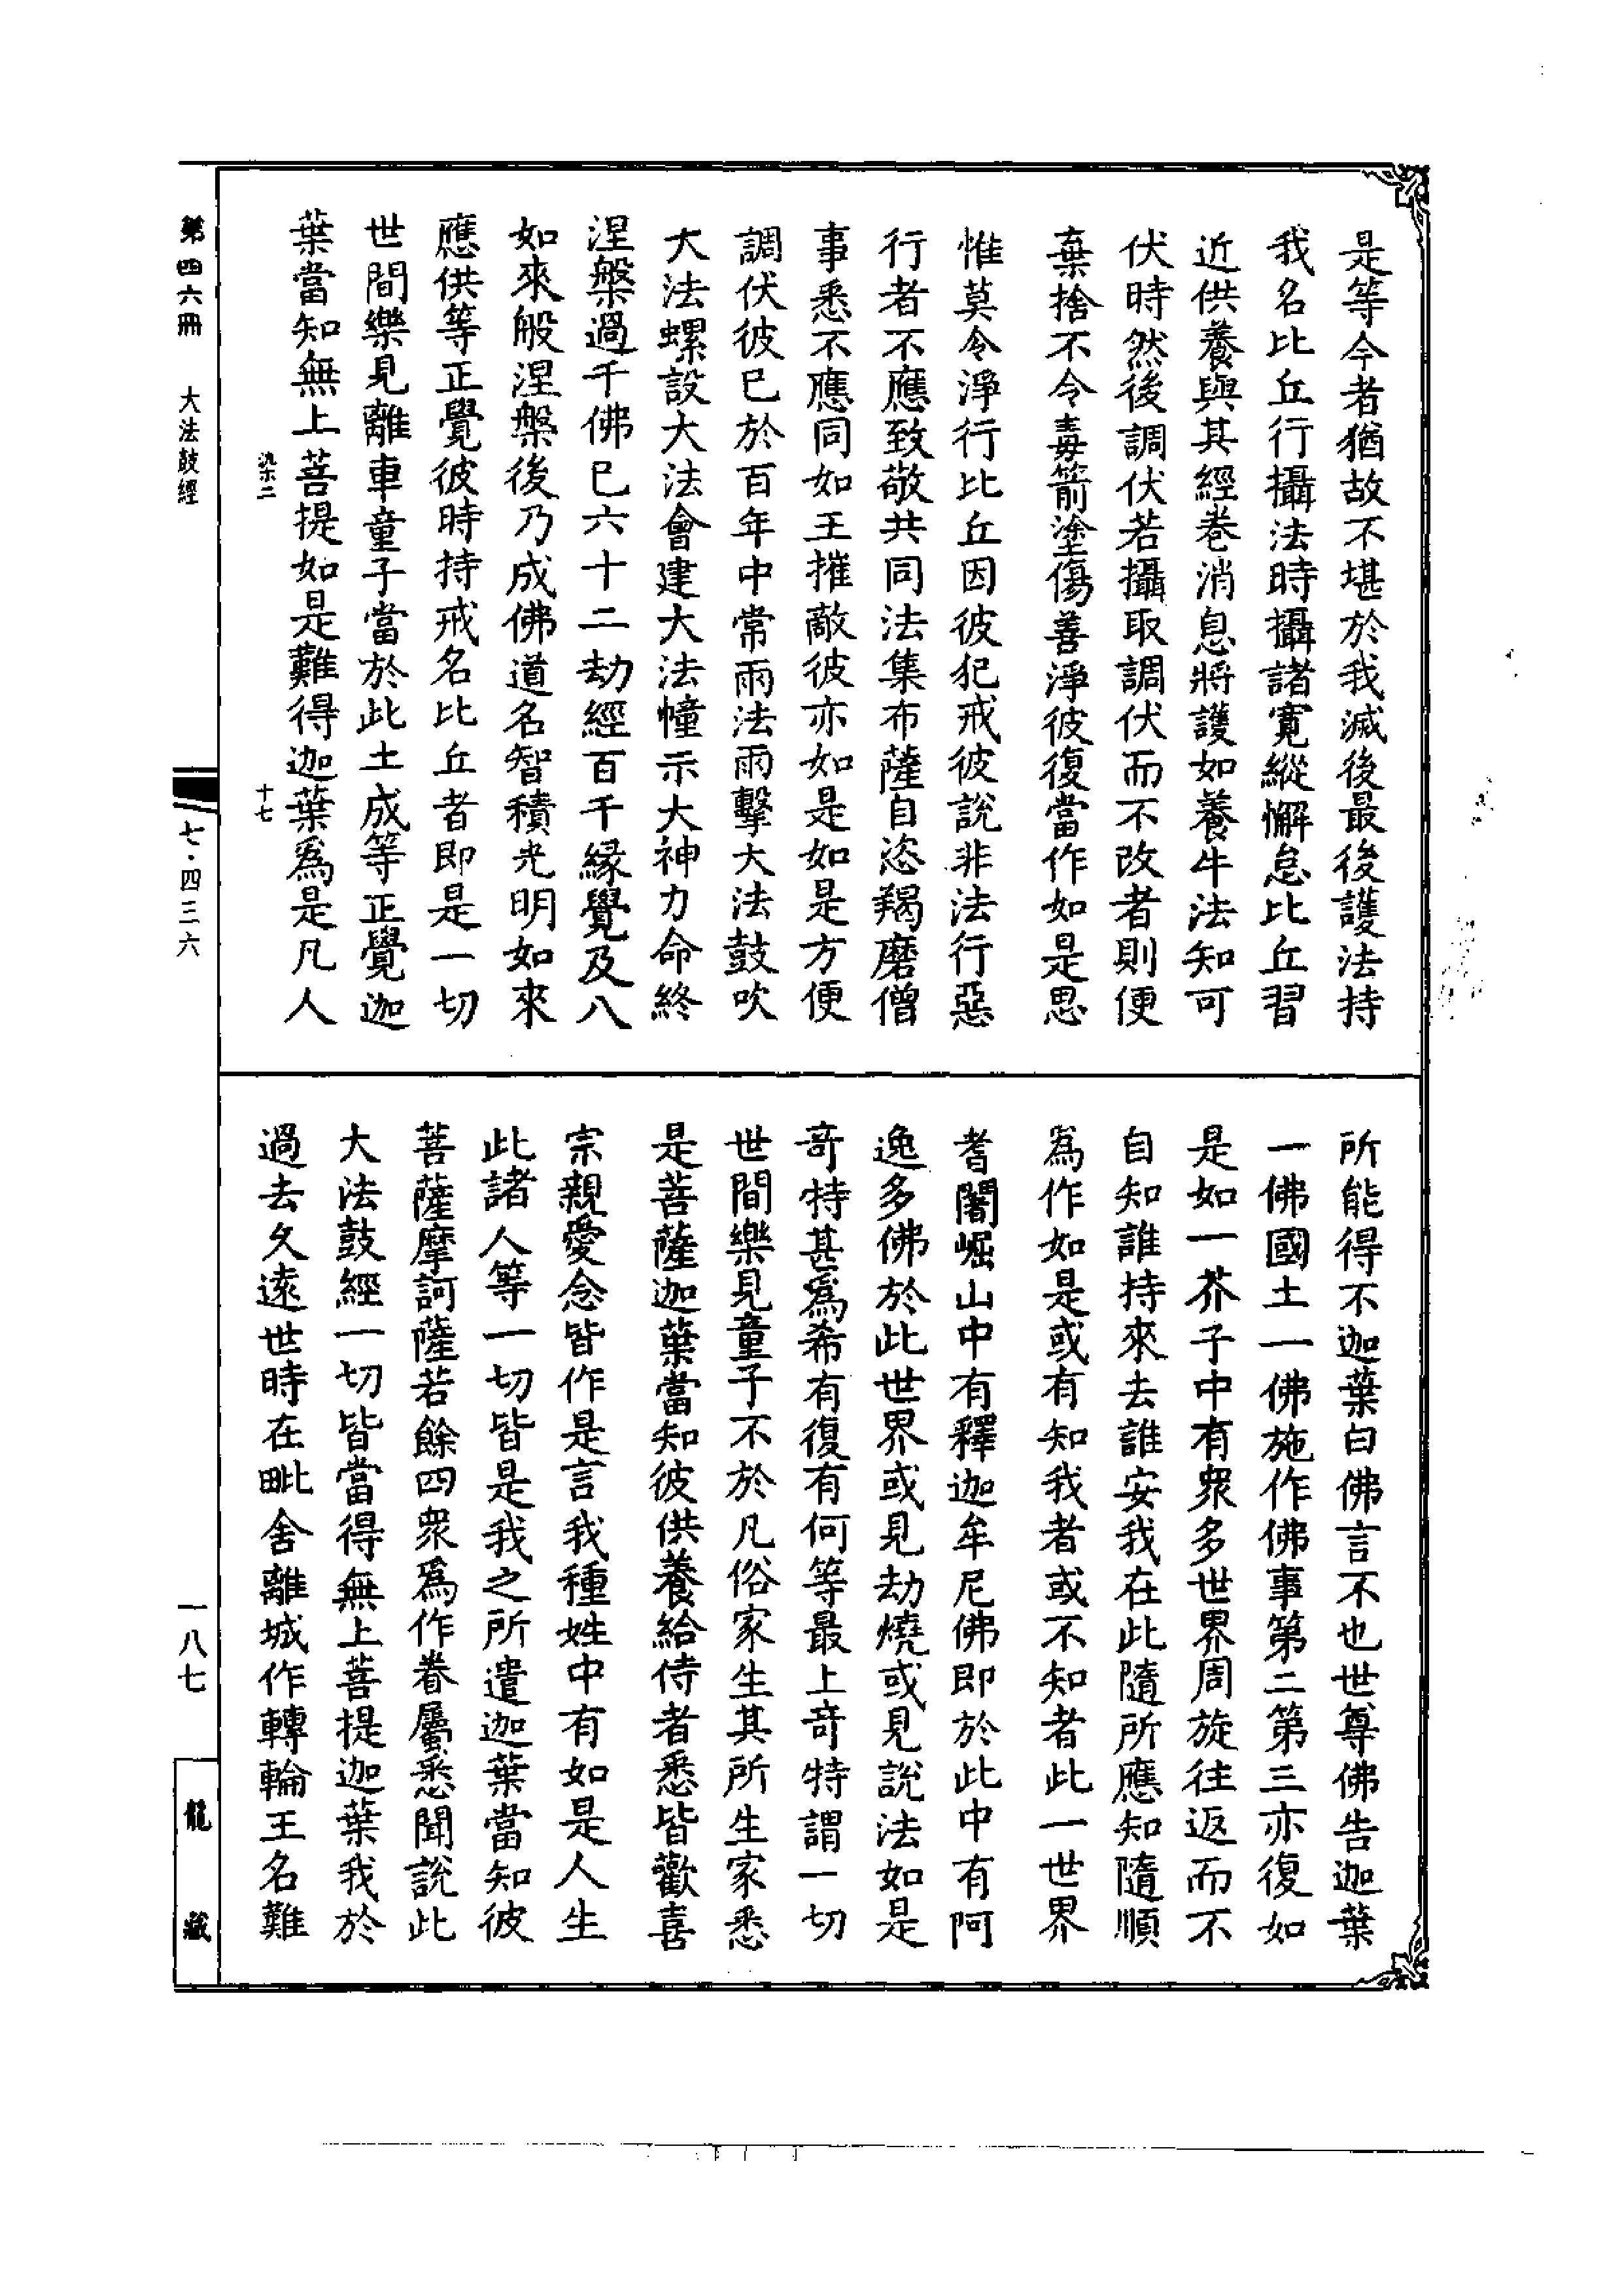 是等今者猶故不堪於我滅後最後護法持
我名比丘行攝法時攝諸寬縱懈怠比丘習
近供養與其經卷消息將護如養牛法知可
伏時然後調伏若攝取調伏而不改者則便
棄捨不令毒箭塗傷善淨彼復當作如是思
惟莫令淨行比丘因彼犯戒彼說非法行惡
行者不應致敬共同法集布薩自恣羯磨僧
事悉不應同如王摧敵彼亦如是如是方便
調伏彼已於百年中常雨法雨擊大法鼓吹
大法螺設大法會建大法幢示大神力命終
涅槃過千佛已六十二劫經百千緣覺及八
如來般涅槃後乃成佛道名智積光明如來
應供等正覺彼時持戒名比丘者即是一切
世間樂見離車童子當於此土成等正覺迦
葉當知無上菩提如是難得迦葉爲是凡人
染二
十七
所能得不迦葉白佛言不也世尊佛告迦葉
一佛國土一佛施作佛事第二第三亦復如
是如一芥子中有衆多世界周旋往返而不
自知誰持來去誰安我在此隨所應知隨順
爲作如是或有知我者或不知者此一世界
耆闍崛山中有釋迦牟尼佛即於此中有阿
逸多佛於此世界或見劫燒或見說法如是
奇特甚爲希有復有何等最上奇特謂一切
世間樂見童子不於凡俗家生其所生家悉
是菩薩迦葉當知彼供養給侍者悉皆歡喜
宗親愛念皆作是言我種姓中有如是人生
此諸人等一切皆是我之所遣迦葉當知彼
菩薩摩訶薩若餘四衆爲作眷屬悉聞說此
大法鼓經一切皆當得無上菩提迦葉我於
過去久遠世時在毗舍離城作轉輪王名難
第四六冊 大法鼓經
七·四三六
一八七
龍藏